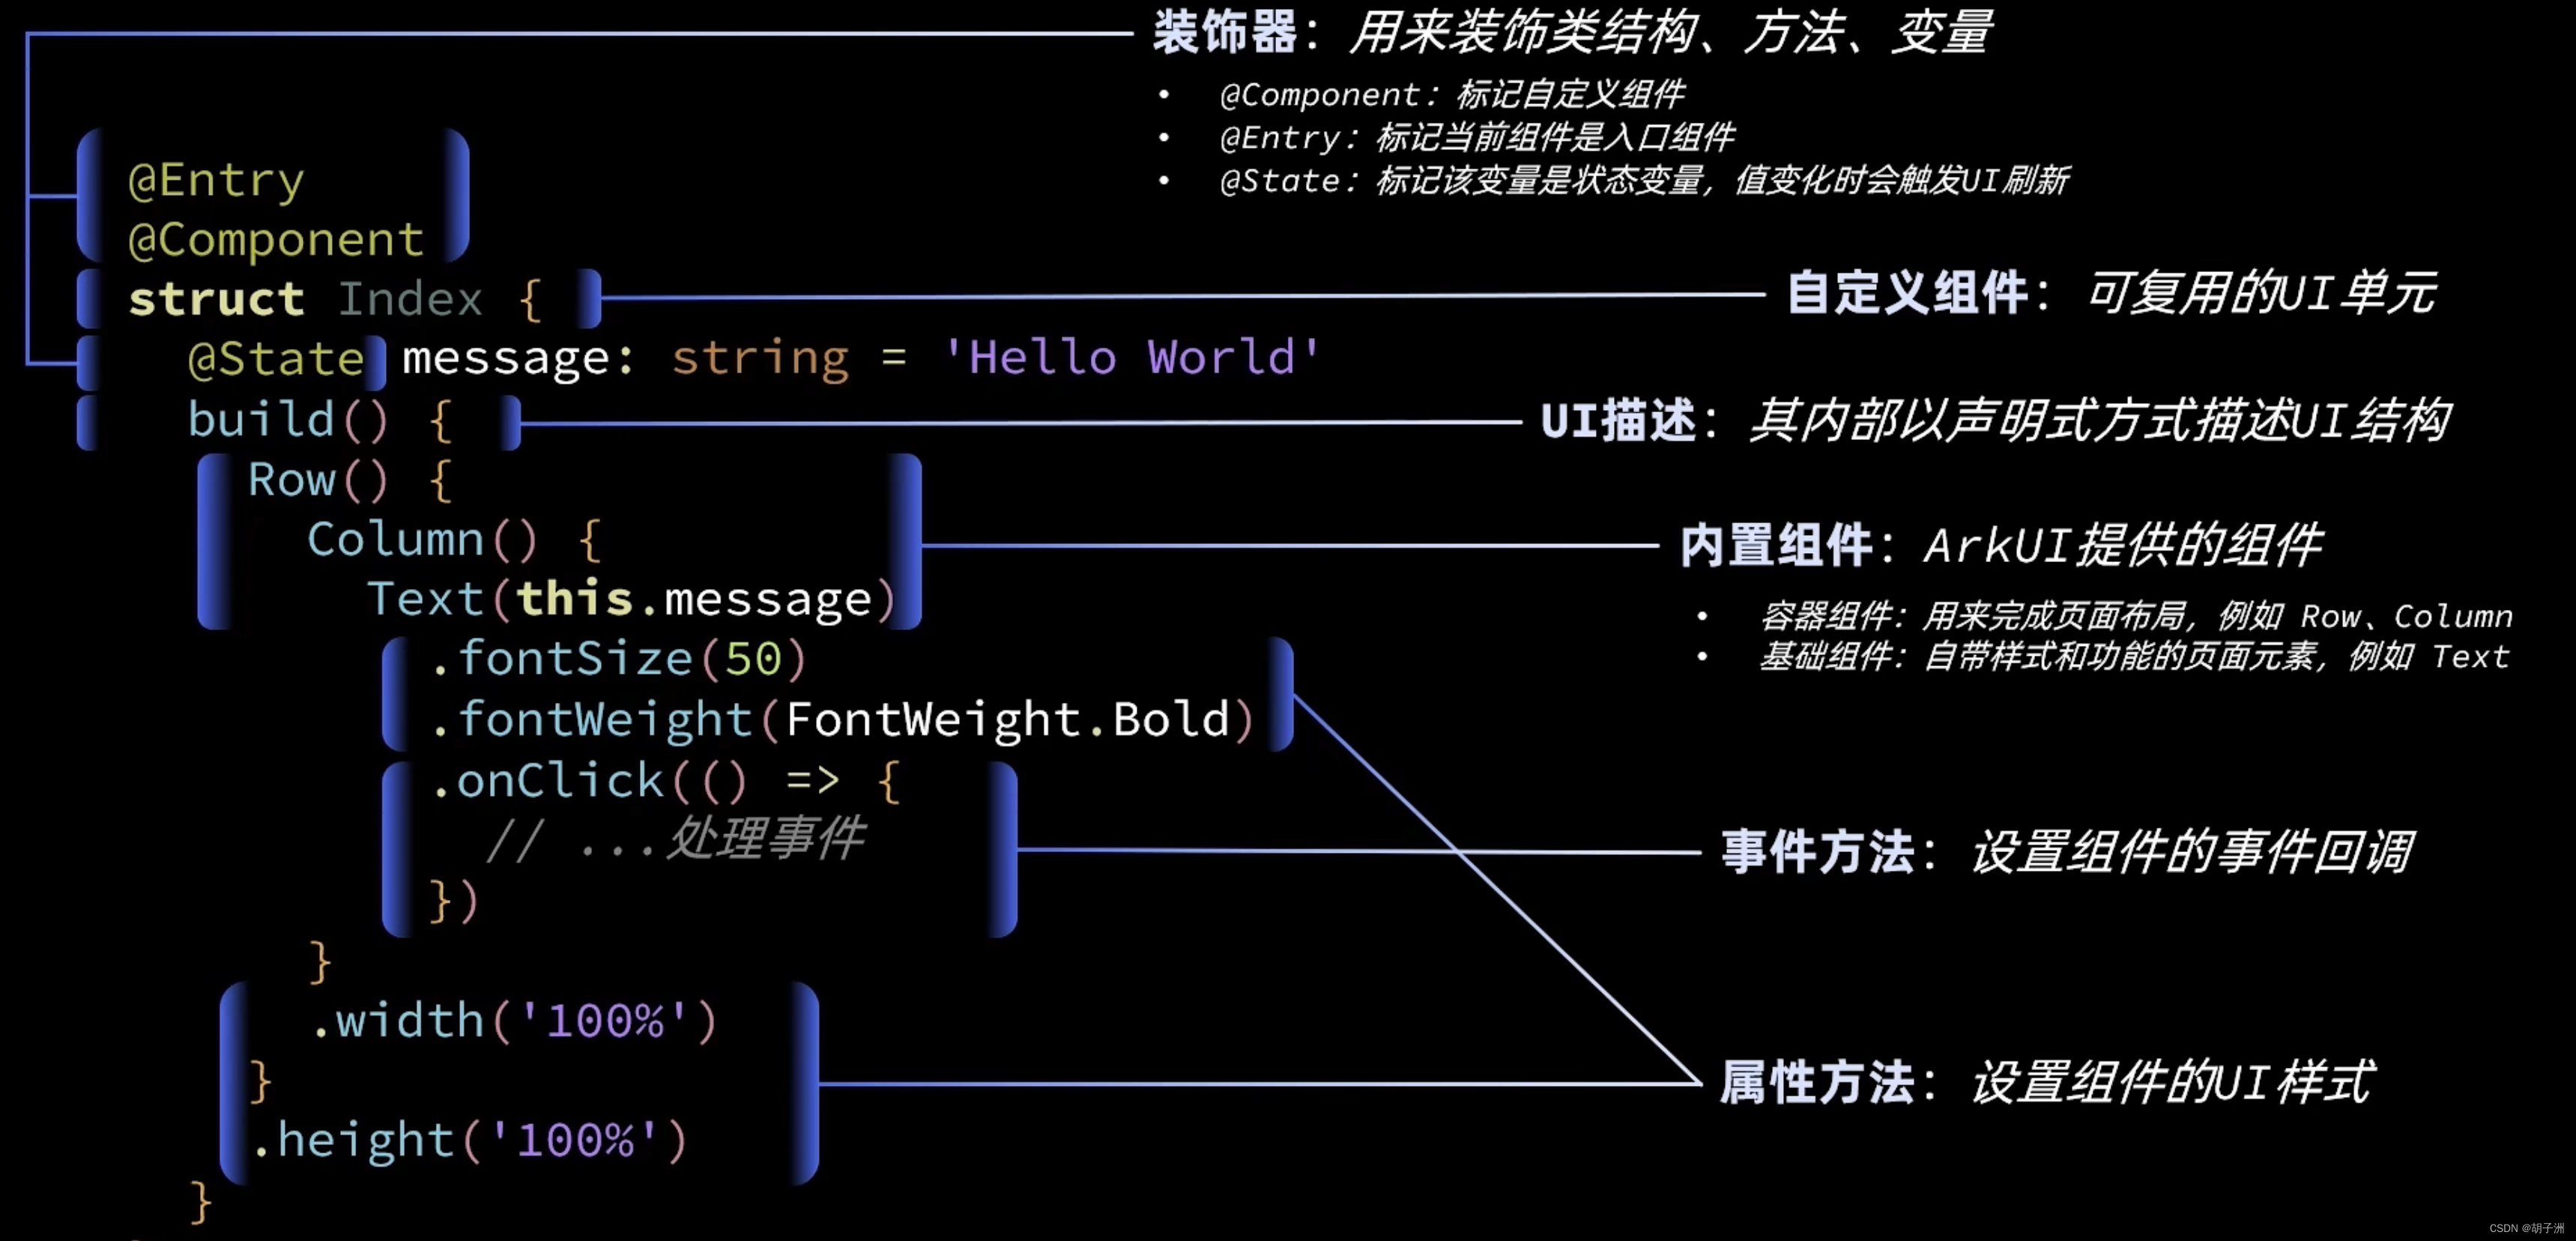 装饰器：用来装饰类结构、方法、变量
• @Component：标记自定义组件
• @Entry：标记当前组件是入口组件
• @State：标记该变量是状态变量，值变化时会触发UI刷新
@Entry
@Component
struct Index {
自定义组件：可复用的UI单元
@State message: string = 'Hello World'
build() {
UI描述：其内部以声明式方式描述UI结构
Row() {
Column() {
内置组件：ArkUI提供的组件
Text(this.message)
• 容器组件：用来完成页面布局，例如 Row、Column
• 基础组件：自带样式和功能的页面元素，例如 Text
.fontSize(50)
.fontWeight(FontWeight.Bold)
.onClick(() => {
// ...处理事件
事件方法：设置组件的事件回调
})
}
.width('100%')
}
属性方法：设置组件的UI样式
.height('100%')
}
CSDN @胡子洲